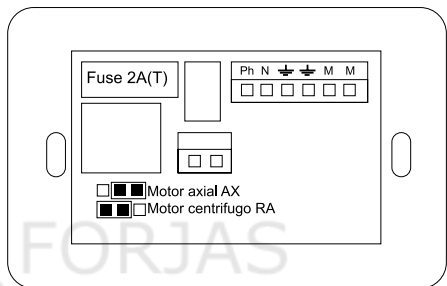 Fuse 2A(T)
Ph N ⏚ ⏚ M M
Motor axial AX
Motor centrifugo RA
FORJAS